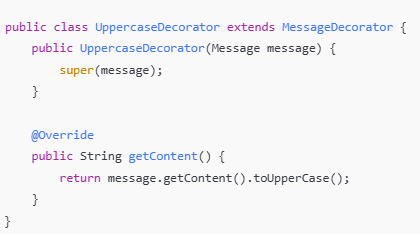 public class UppercaseDecorator extends MessageDecorator {
    public UppercaseDecorator(Message message) {
        super(message);
    }

    @Override
    public String getContent() {
        return message.getContent().toUpperCase();
    }
}